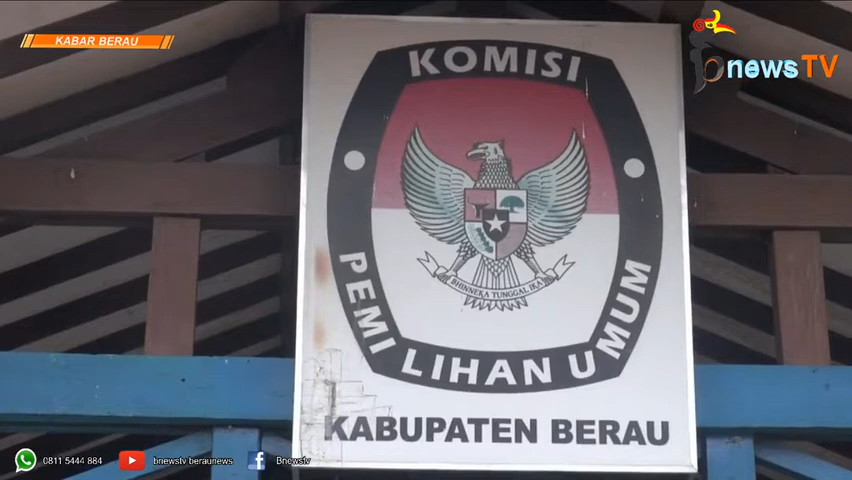 KABAR BERAU
bnewsTV
KOMISI
PEMILIHAN UMUM
BHINNEKA TUNGGAL IKA
KABUPATEN BERAU
0811 5444 884
bnewstv beraunews
Bnewstv